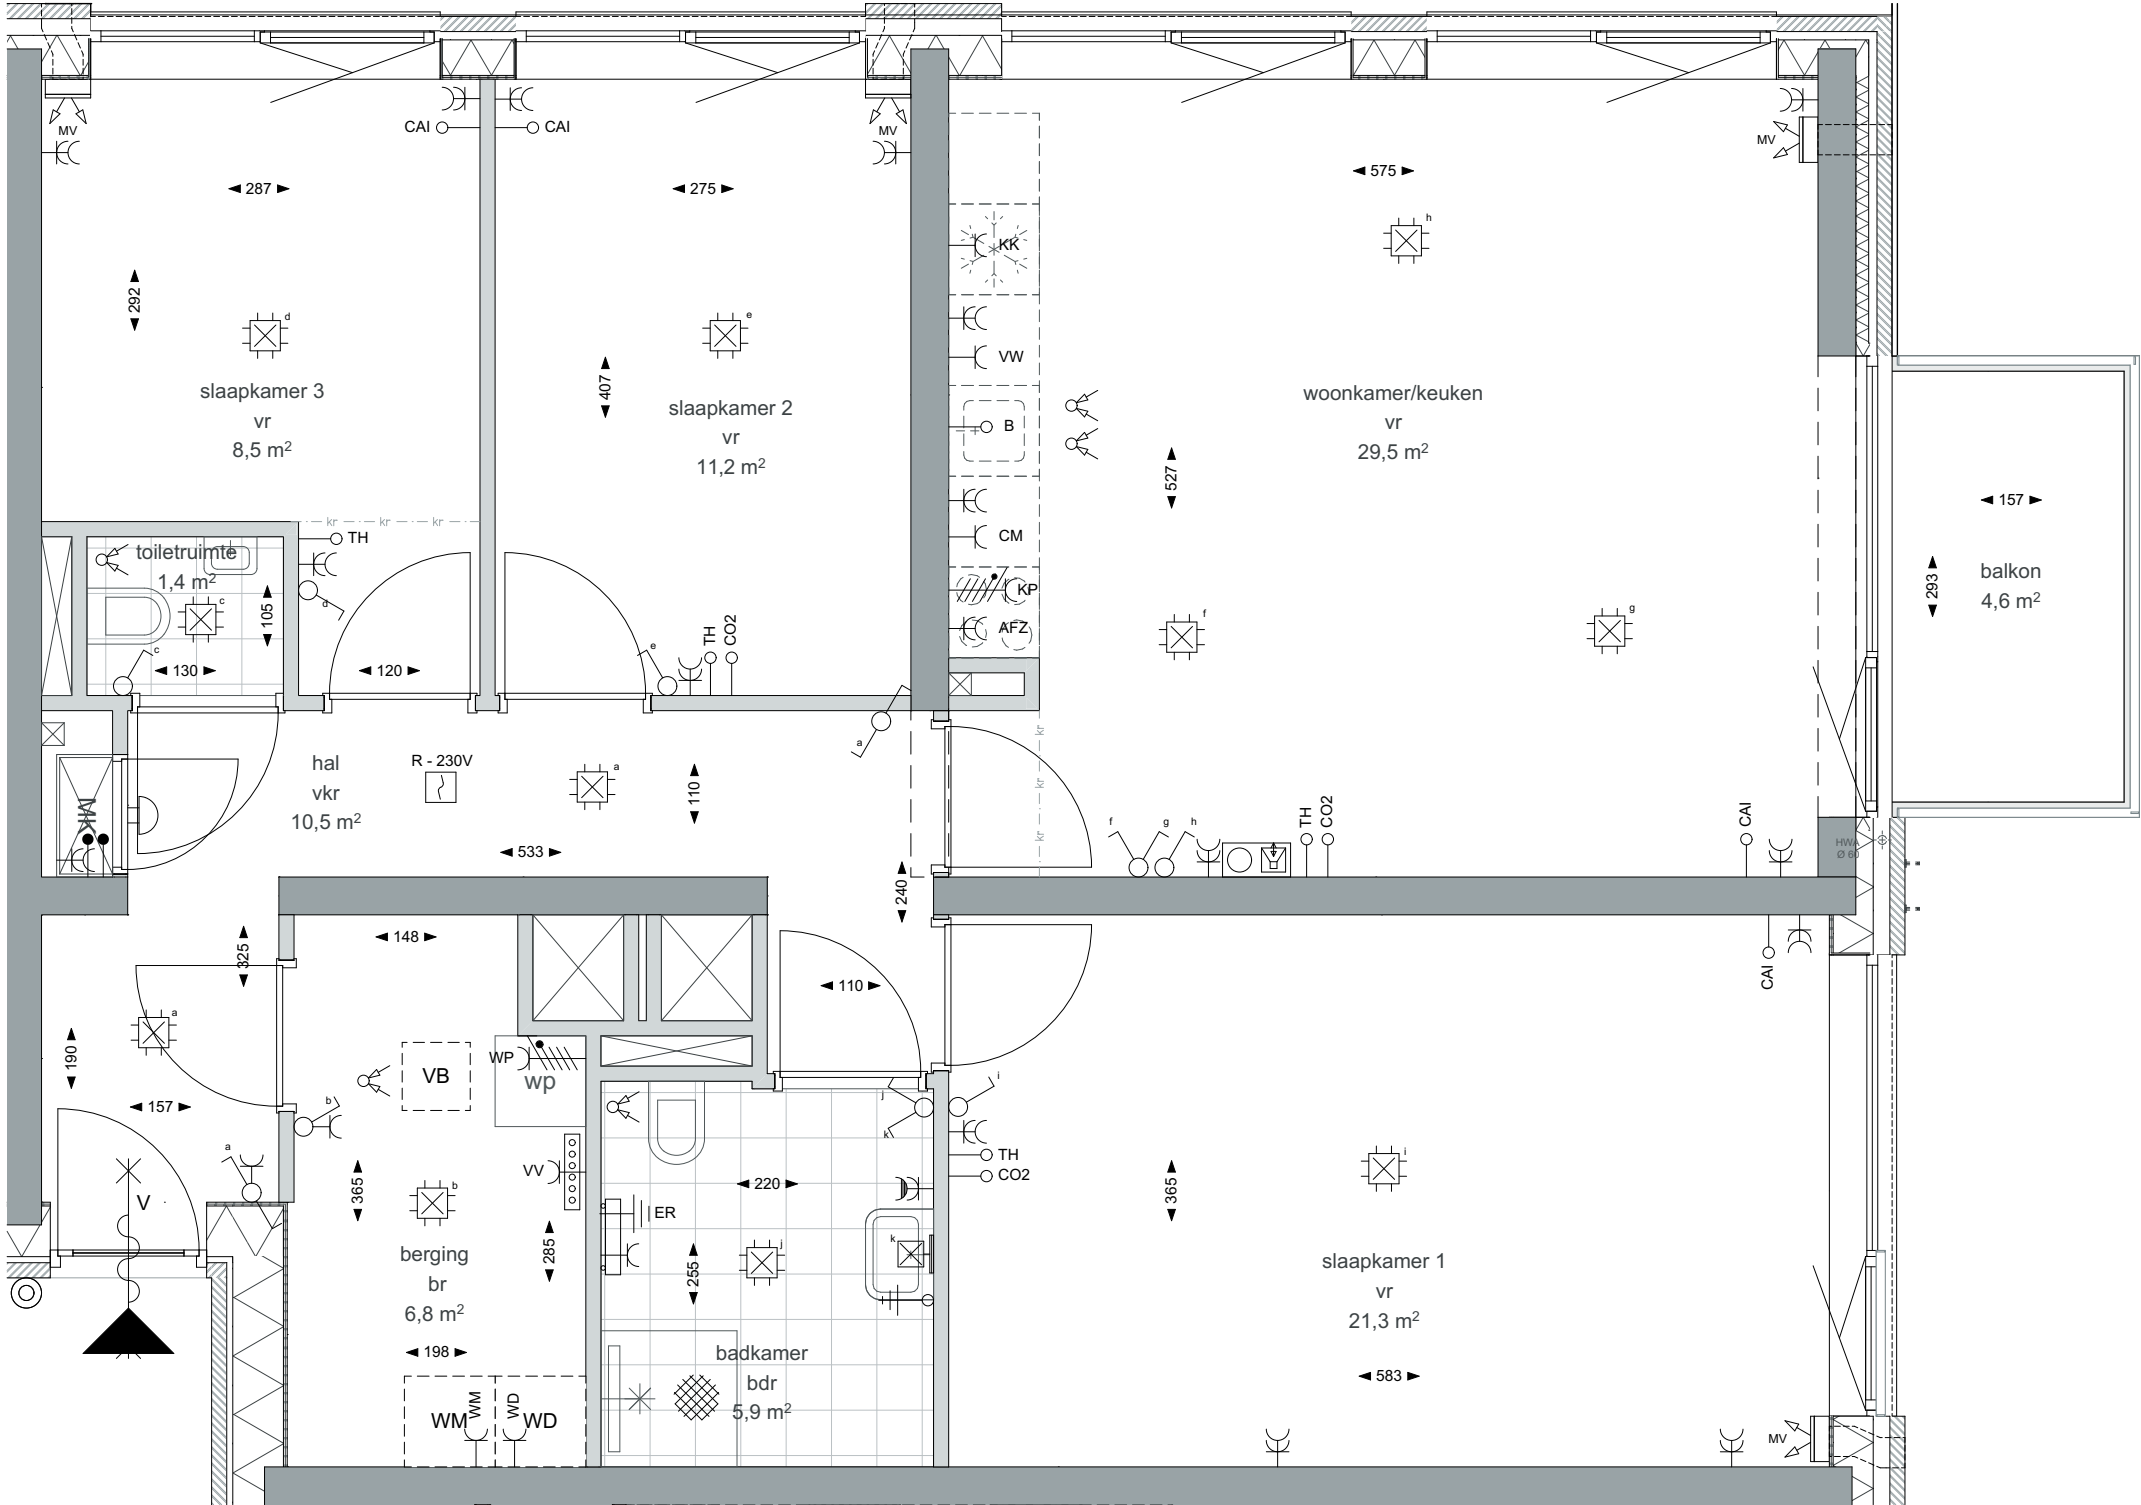 CAI
CAI
MV
MV
MV
287
275
575
h
KK
292
d
e
VW
407
slaapkamer 3
vr
8,5 m²
slaapkamer 2
vr
11,2 m²
woonkamer/keuken
vr
29,5 m²
B
527
157
kr kr kr
TH
CM
toiletruimte
1,4 m²
c
105
d
KP
AFZ
balkon
4,6 m²
293
f
g
c
130
120
e
TH
CO2
a
kr
kr
kr
hal
vkr
10,5 m²
R - 230V
a
110
MK
533
f
g
h
TH
CO2
CAI
HWA
Ø 60
240
148
325
110
CAI
a
190
VB
WP
wp
157
b
j
k
i
TH
CO2
a
V
VV
365
b
220
ER
365
i
285
255
j
k
berging
br
6,8 m²
slaapkamer 1
vr
21,3 m²
198
badkamer
bdr
5,9 m²
583
WM
WM
WD
WD
MV